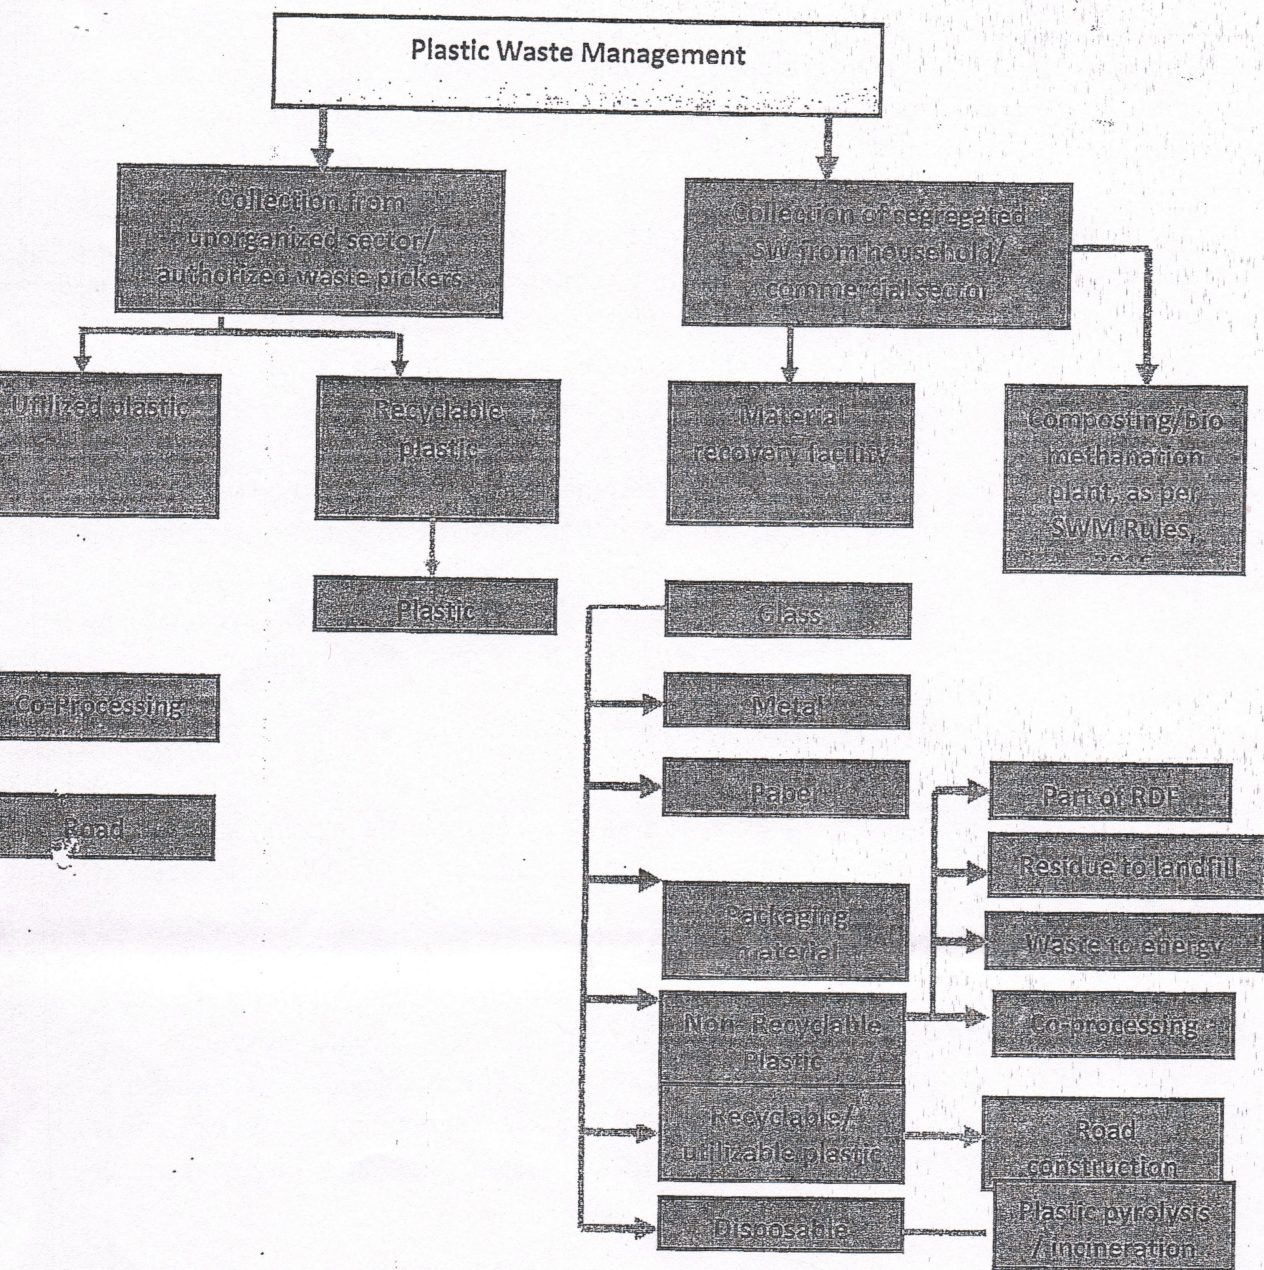 Plastic Waste Management
Collection from
unorganized sector/
authorized waste pickers
Collection of segregated
SW from household/
commercial sector
Utilized plastic
Recyclable
plastic
Material
recovery facility
Composting/Bio
methanation
plant, as per
SWM Rules,
Plastic
Glass
Metal
Paper
Co-Processing
Road
Packaging
material
Part of RDF
Residue to landfill
Waste to energy
Non- Recyclable
Plastic
Co-processing
Recyclable/
utilizable plastic
Road
construction
Disposable
Plastic pyrolysis
/ incineration